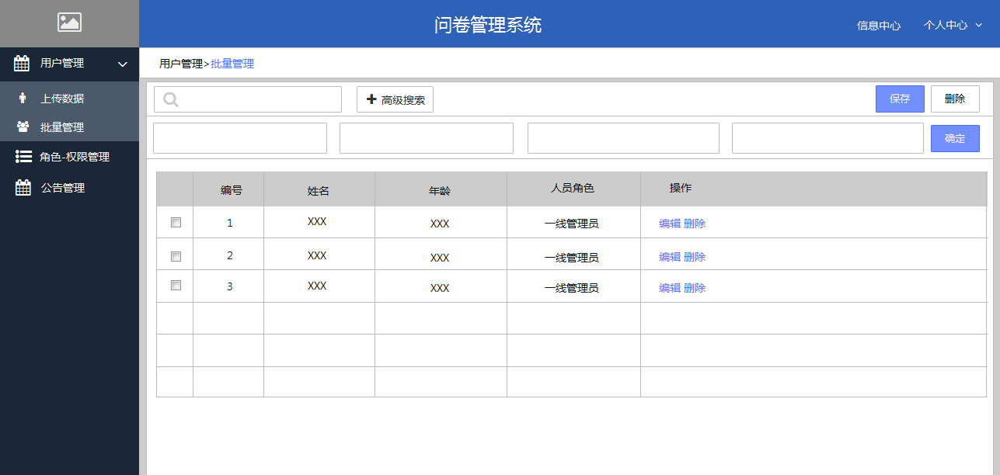 问卷管理系统
信息中心 个人中心
用户管理
上传数据
批量管理
角色-权限管理
公告管理
用户管理>批量管理
高级搜索 保存 删除
确定
编号 姓名 年龄 人员角色 操作
1 XXX XXX 一线管理员 编辑 删除
2 XXX XXX 一线管理员 编辑 删除
3 XXX XXX 一线管理员 编辑 删除